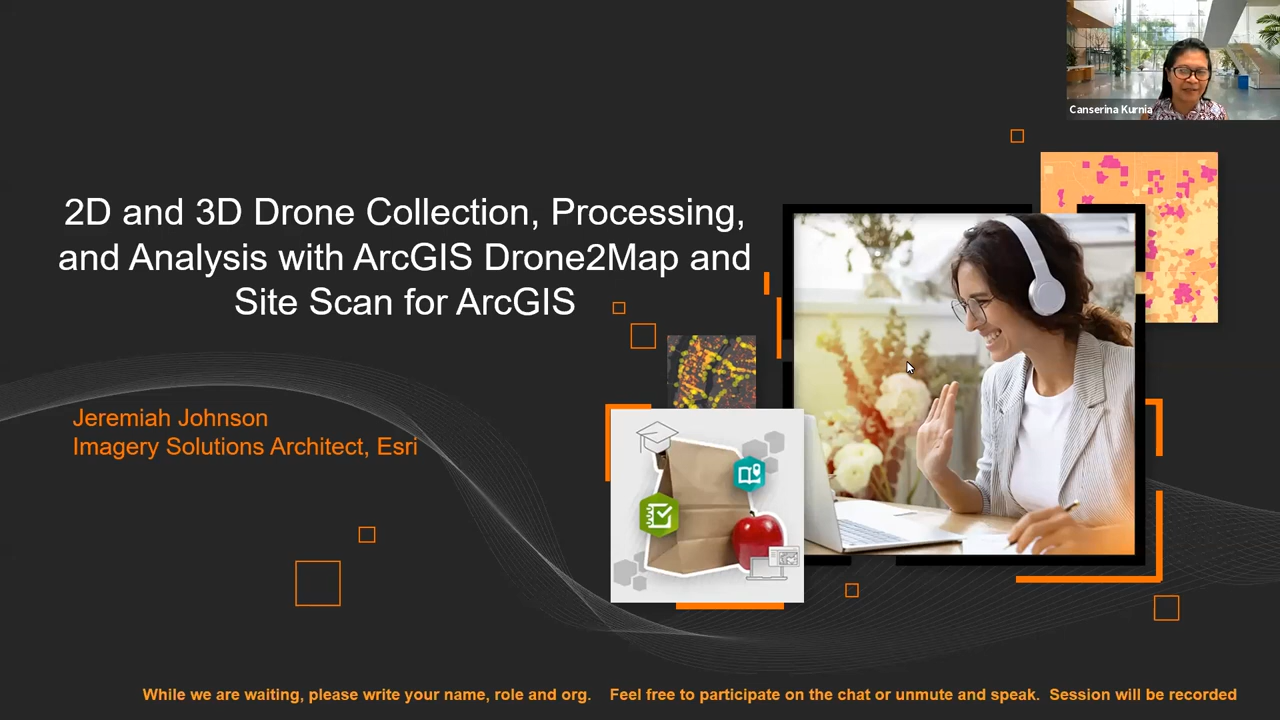 Canserina Kurnia
2D and 3D Drone Collection, Processing,
and Analysis with ArcGIS Drone2Map and
Site Scan for ArcGIS
Jeremiah Johnson
Imagery Solutions Architect, Esri
While we are waiting, please write your name, role and org. Feel free to participate on the chat or unmute and speak. Session will be recorded